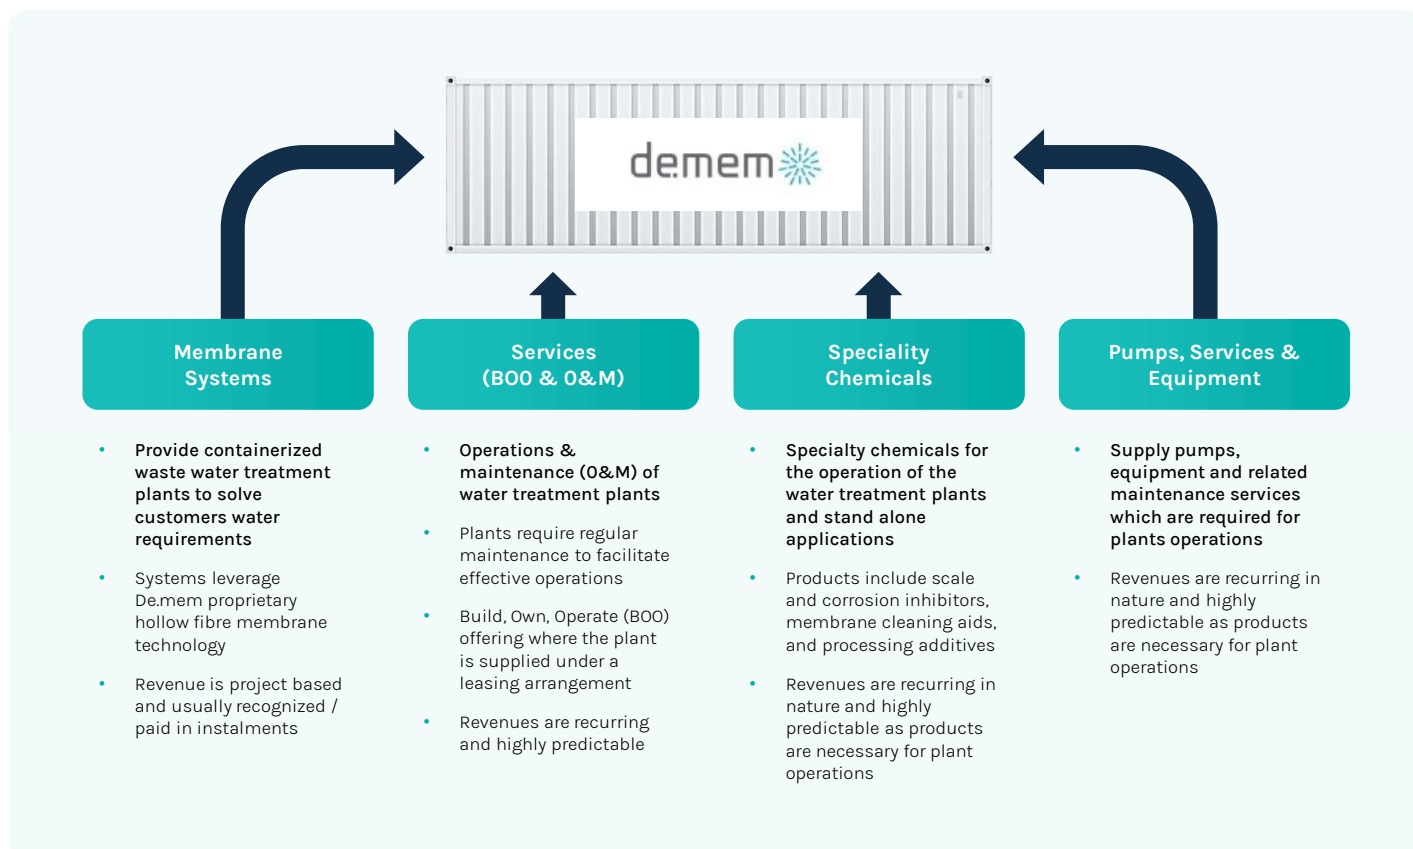 de.mem
Membrane
Systems
Services
(BOO & O&M)
Speciality
Chemicals
Pumps, Services &
Equipment
• Provide containerized
waste water treatment
plants to solve
customers water
requirements
• Systems leverage
De.mem proprietary
hollow fibre membrane
technology
• Revenue is project based
and usually recognized /
paid in instalments
• Operations &
maintenance (O&M) of
water treatment plants
• Plants require regular
maintenance to facilitate
effective operations
• Build, Own, Operate (BOO)
offering where the plant
is supplied under a
leasing arrangement
• Revenues are recurring
and highly predictable
• Specialty chemicals for
the operation of the
water treatment plants
and stand alone
applications
• Products include scale
and corrosion inhibitors,
membrane cleaning aids,
and processing additives
• Revenues are recurring in
nature and highly
predictable as products
are necessary for plant
operations
• Supply pumps,
equipment and related
maintenance services
which are required for
plants operations
• Revenues are recurring in
nature and highly
predictable as products
are necessary for plant
operations